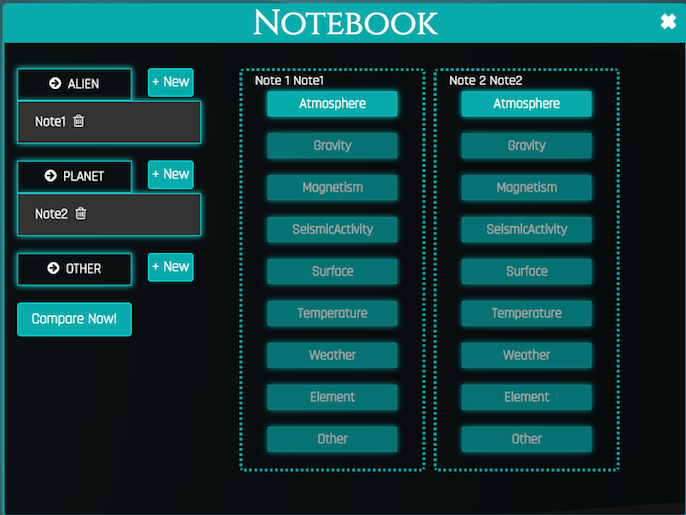 NOTEBOOK
ALIEN
+ New
Note1
PLANET
+ New
Note2
OTHER
+ New
Compare Now!
Note 1 Note1
Atmosphere
Gravity
Magnetism
SeismicActivity
Surface
Temperature
Weather
Element
Other
Note 2 Note2
Atmosphere
Gravity
Magnetism
SeismicActivity
Surface
Temperature
Weather
Element
Other